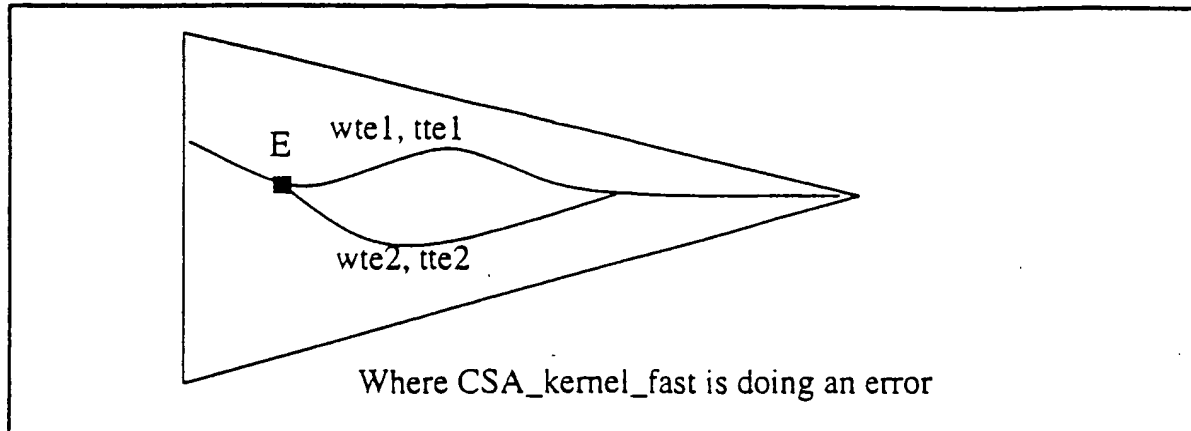 E
wte1, tte1
wte2, tte2
Where CSA_kernel_fast is doing an error